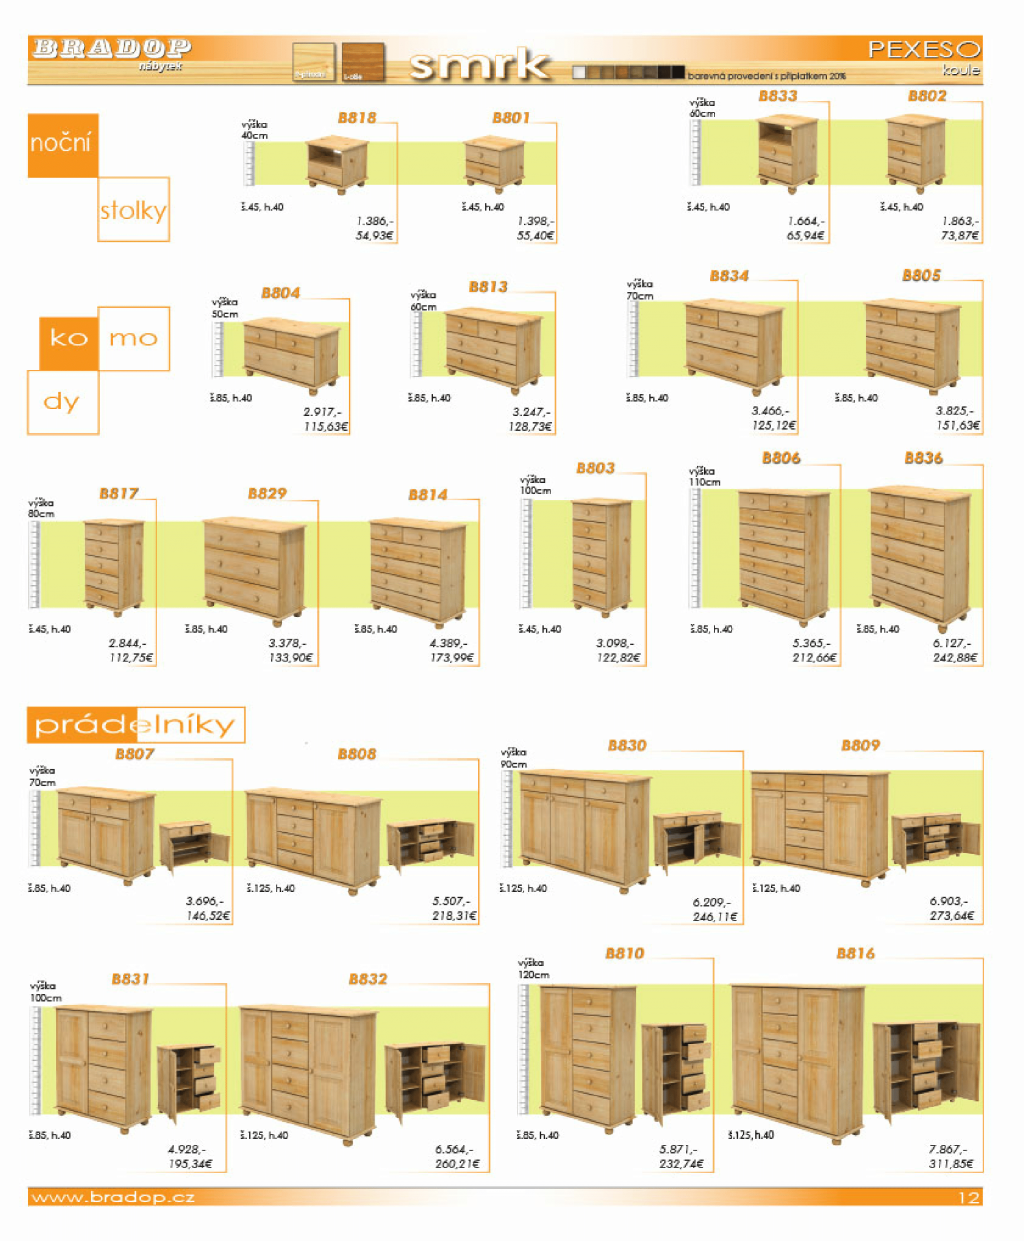 BRADOP
nábytek
0-přírodní
1-olše
smrk
barevná provedení s příplatkem 20%
PEXESO
koule
noční
stolky
výška
40cm
B818
š.45, h.40
1.386,-
54,93€
B801
š.45, h.40
1.398,-
55,40€
výška
60cm
B833
š.45, h.40
1.664,-
65,94€
B802
š.45, h.40
1.863,-
73,87€
ko mo
dy
výška
50cm
B804
š.85, h.40
2.917,-
115,63€
výška
60cm
B813
š.85, h.40
3.247,-
128,73€
výška
70cm
B834
š.85, h.40
3.466,-
125,12€
B805
š.85, h.40
3.825,-
151,63€
výška
80cm
B817
š.45, h.40
2.844,-
112,75€
B829
š.85, h.40
3.378,-
133,90€
B814
š.85, h.40
4.389,-
173,99€
výška
100cm
B803
š.45, h.40
3.098,-
122,82€
výška
110cm
B806
š.85, h.40
5.365,-
212,66€
B836
š.85, h.40
6.127,-
242,88€
prádelníky
výška
70cm
B807
š.85, h.40
3.696,-
146,52€
B808
š.125, h.40
5.507,-
218,31€
výška
90cm
B830
š.125, h.40
6.209,-
246,11€
B809
š.125, h.40
6.903,-
273,64€
výška
100cm
B831
š.85, h.40
4.928,-
195,34€
B832
š.125, h.40
6.564,-
260,21€
výška
120cm
B810
š.85, h.40
5.871,-
232,74€
B816
š.125, h.40
7.867,-
311,85€
www.bradop.cz
12